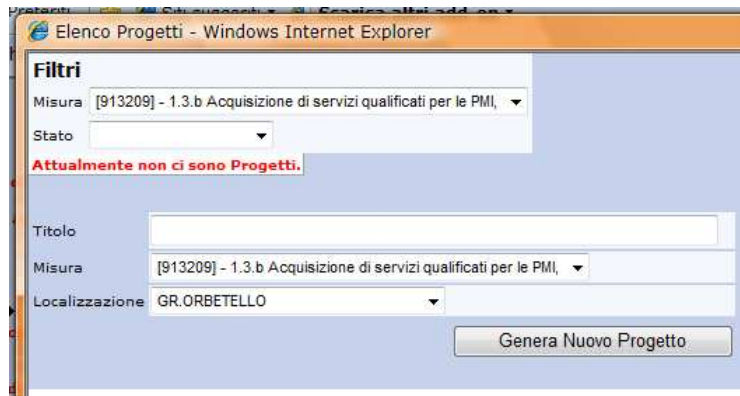 Preferiti Siti suggeriti Scarica altri add-on
Elenco Progetti - Windows Internet Explorer
Filtri
Misura [913209] - 1.3.b Acquisizione di servizi qualificati per le PMI,
Stato
Attualmente non ci sono Progetti.
Titolo
Misura [913209] - 1.3.b Acquisizione di servizi qualificati per le PMI,
Localizzazione GR.ORBETELLO
Genera Nuovo Progetto